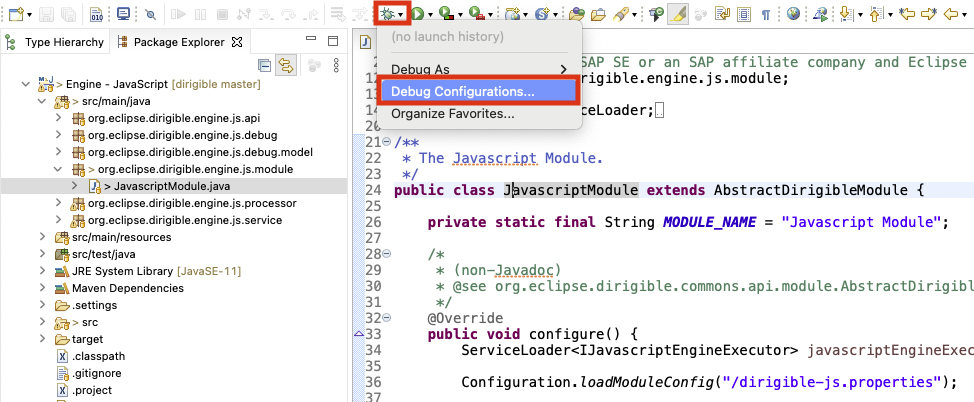 Type Hierarchy
Package Explorer
Engine - JavaScript [dirigible master]
> src/main/java
org.eclipse.dirigible.engine.js.api
org.eclipse.dirigible.engine.js.debug
org.eclipse.dirigible.engine.js.debug.model
> org.eclipse.dirigible.engine.js.module
> JavascriptModule.java
org.eclipse.dirigible.engine.js.processor
org.eclipse.dirigible.engine.js.service
src/main/resources
src/test/java
JRE System Library [JavaSE-11]
Maven Dependencies
.settings
> src
target
.classpath
.gitignore
.project
(no launch history)
Debug As
Debug Configurations...
Organize Favorites...
SAP SE or an SAP affiliate company and Eclipse
dirigible.engine.js.module;
14 ceLoader;
20
21 /**
22 * The Javascript Module.
23 */
24 public class JavascriptModule extends AbstractDirigibleModule {
25
26 private static final String MODULE_NAME = "Javascript Module";
27
28 /*
29 * (non-Javadoc)
30 * @see org.eclipse.dirigible.commons.api.module.AbstractDirigibl
31 */
32 @Override
33 public void configure() {
34 ServiceLoader<IJavascriptEngineExecutor> javascriptEngineExec
35
36 Configuration.loadModuleConfig("/dirigible-js.properties");
37